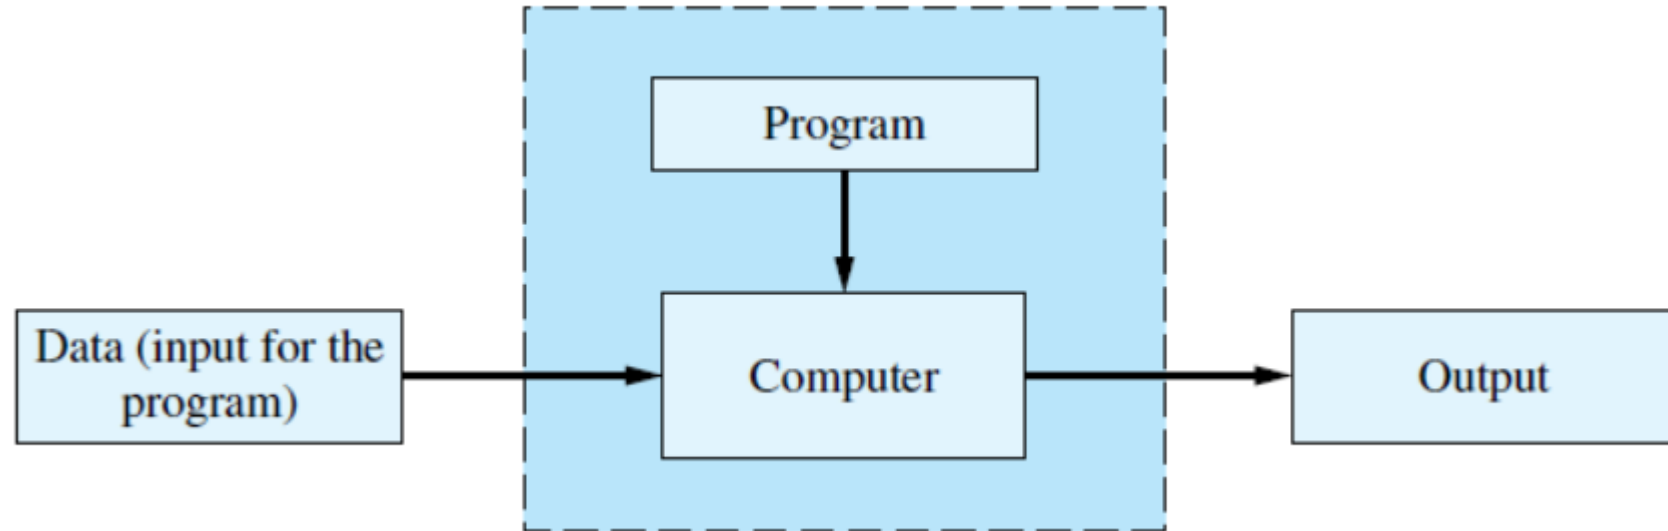 Program
Data (input for the
program)
Computer
Output